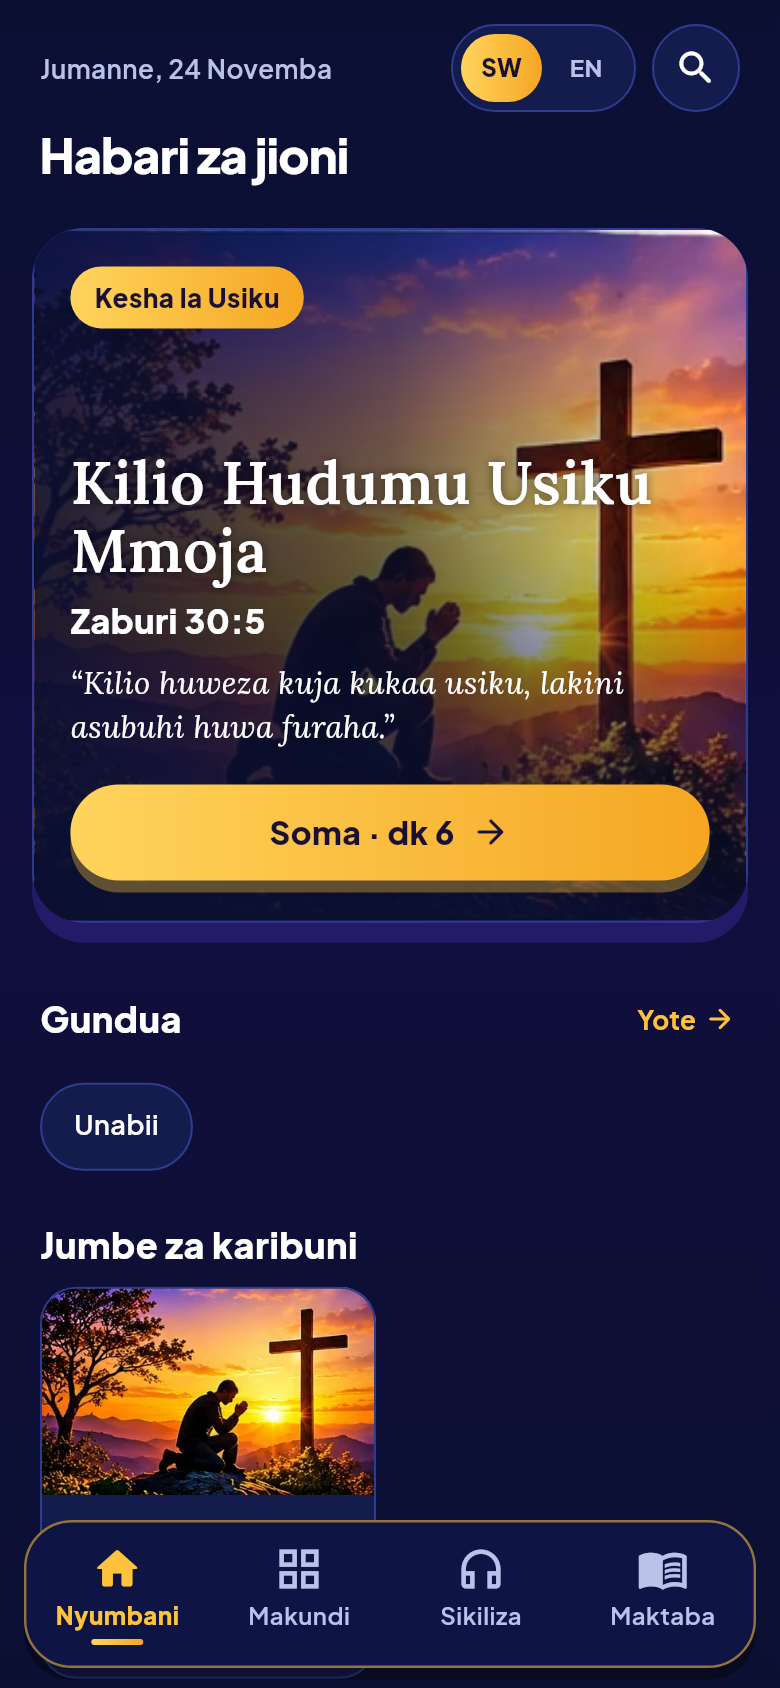 Jumanne, 24 Novemba
SW
EN
Habari za jioni
Kesha la Usiku
Kilio Hudumu Usiku
Mmoja
Zaburi 30:5
“Kilio huweza kuja kukaa usiku, lakini
asubuhi huwa furaha.”
Soma · dk 6 →
Gundua
Yote →
Unabii
Jumbe za karibuni
Nyumbani
Makundi
Sikiliza
Maktaba